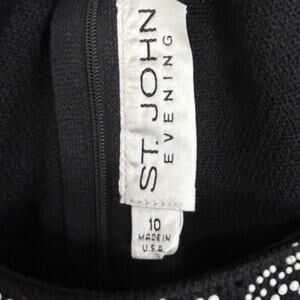 ST. JOHN
EVENING
10
MADE IN
U.S.A.